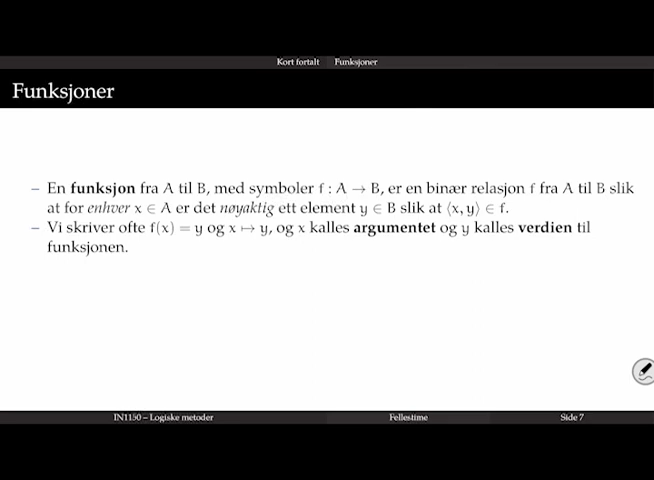 Kort fortalt Funksjoner
Funksjoner
– En funksjon fra A til B, med symboler f : A → B, er en binær relasjon f fra A til B slik
at for enhver x ∈ A er det nøyaktig ett element y ∈ B slik at ⟨x, y⟩ ∈ f.
– Vi skriver ofte f(x) = y og x ↦ y, og x kalles argumentet og y kalles verdien til
funksjonen.
IN1150 – Logiske metoder Fellestime Side 7